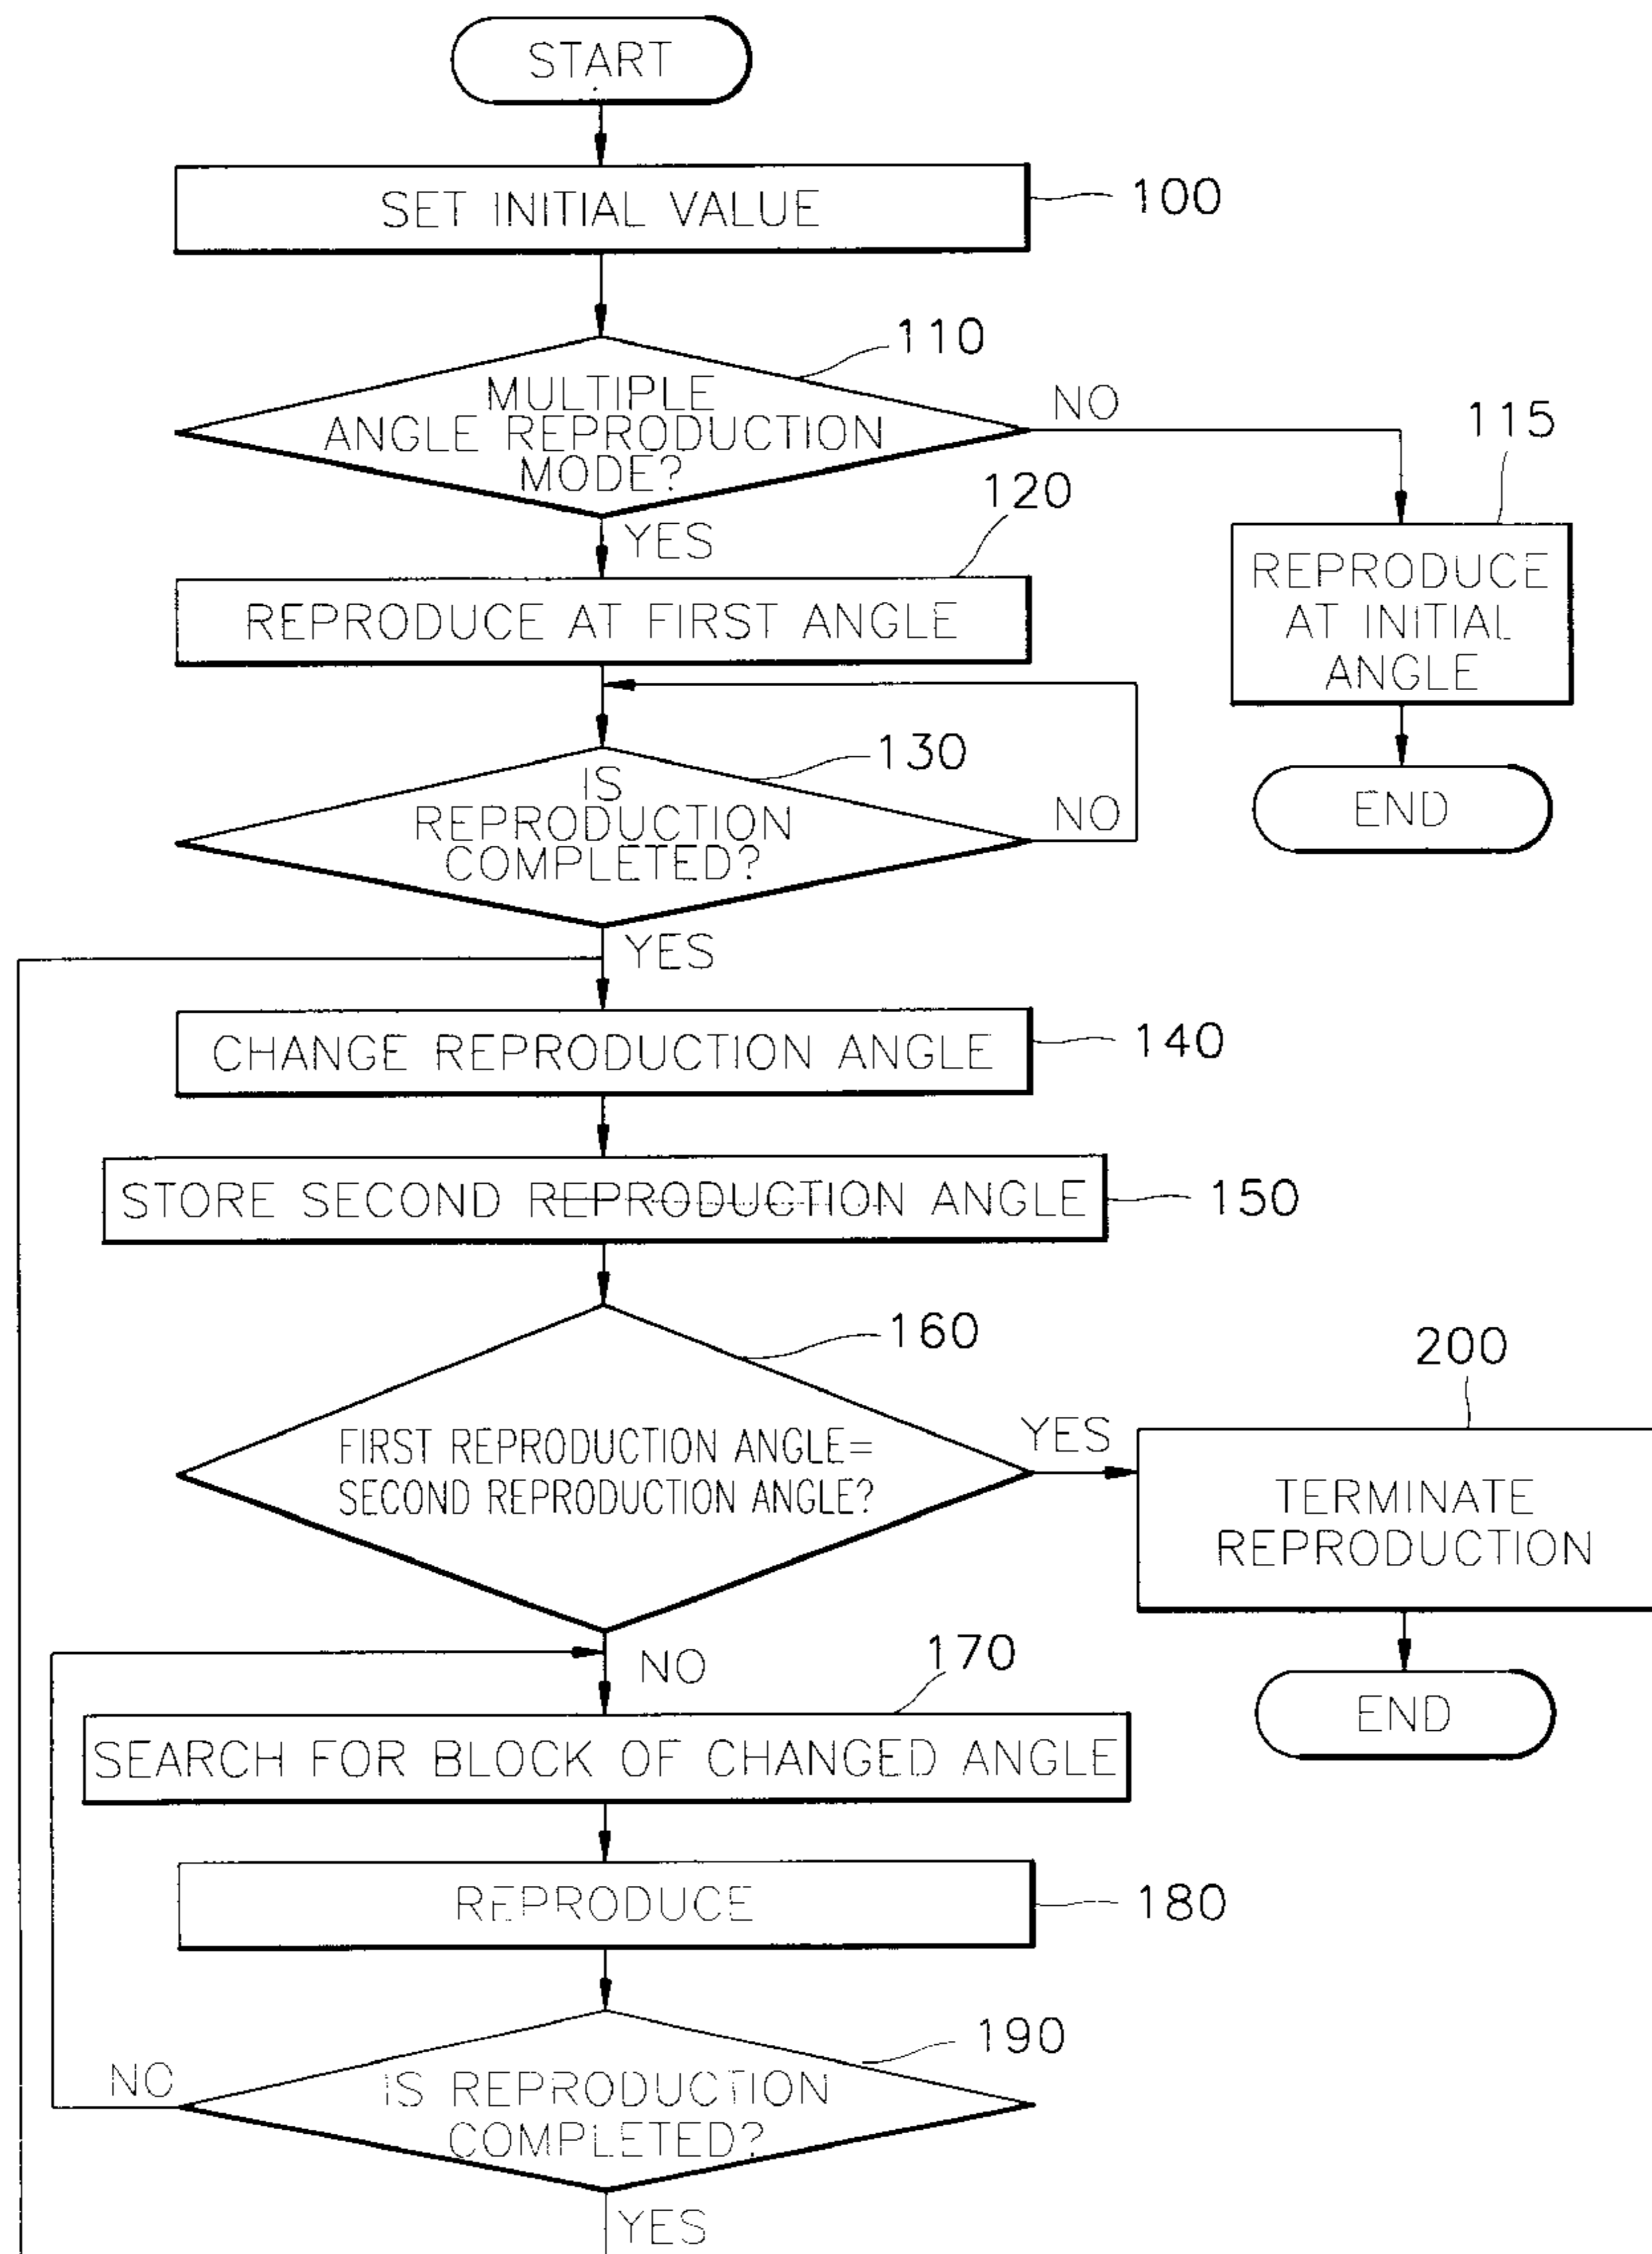 START
SET INITIAL VALUE
100
110
MULTIPLE
ANGLE REPRODUCTION
MODE?
NO
115
YES
120
REPRODUCE
AT INITIAL
ANGLE
REPRODUCE AT FIRST ANGLE
END
130
IS
REPRODUCTION
COMPLETED?
NO
YES
CHANGE REPRODUCTION ANGLE
140
STORE SECOND REPRODUCTION ANGLE
150
160
FIRST REPRODUCTION ANGLE=
SECOND REPRODUCTION ANGLE?
YES
200
TERMINATE
REPRODUCTION
END
NO
170
SEARCH FOR BLOCK OF CHANGED ANGLE
REPRODUCE
180
190
NO
IS REPRODUCTION
COMPLETED?
YES